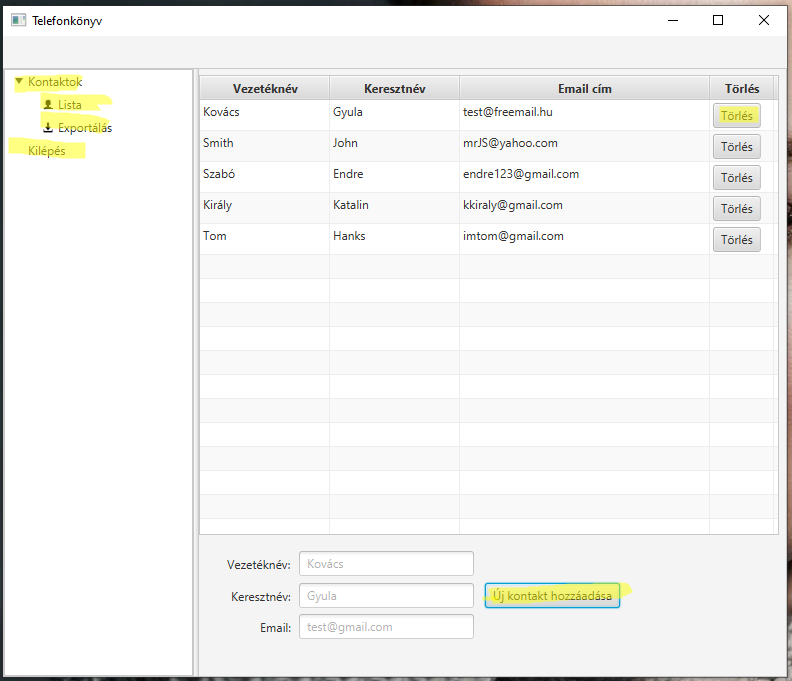 Telefonkönyv
Kontaktok
Lista
Exportálás
Kilépés
Vezetéknév Keresztnév Email cím Törlés
Kovács Gyula test@freemail.hu Törlés
Smith John mrJS@yahoo.com Törlés
Szabó Endre endre123@gmail.com Törlés
Király Katalin kkiraly@gmail.com Törlés
Tom Hanks imtom@gmail.com Törlés
Vezetéknév: Kovács
Keresztnév: Gyula Új kontakt hozzáadása
Email: test@gmail.com